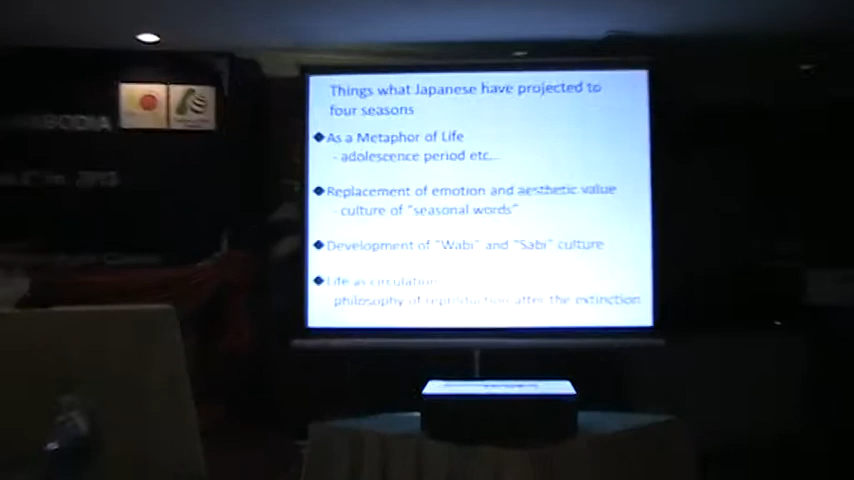 Things what Japanese have projected to
four seasons
◆As a Metaphor of Life
- adolescence period etc..
◆Replacement of emotion and aesthetic value
- culture of "seasonal words"
◆Development of "Wabi" and "Sabi" culture
◆Life as circulation
philosophy of reproduction after the extinction
BODIA